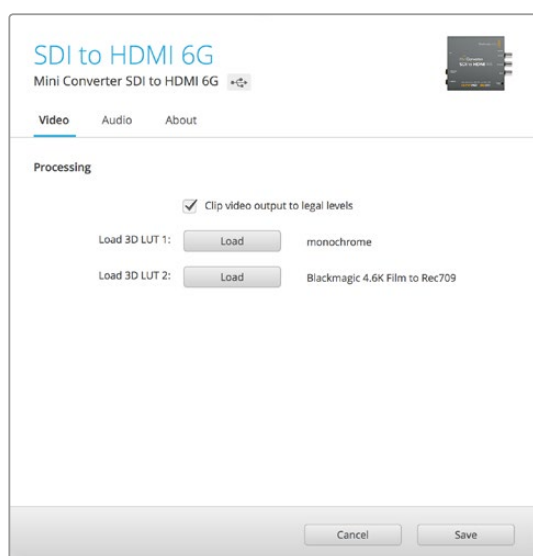 SDI to HDMI 6G
Mini Converter SDI to HDMI 6G
Video Audio About
Processing
Clip video output to legal levels
Load 3D LUT 1: Load monochrome
Load 3D LUT 2: Load Blackmagic 4.6K Film to Rec709
Cancel Save